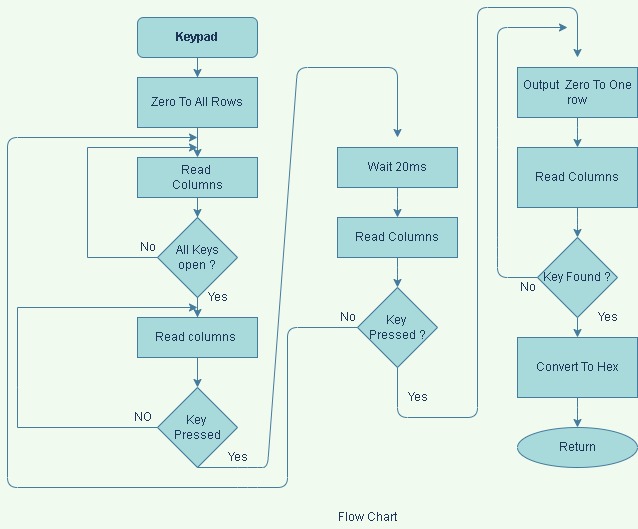 Keypad
Zero To All Rows
Read
Columns
No
All Keys
open ?
Yes
Read columns
NO
Key
Pressed
Yes
Wait 20ms
Read Columns
No
Key
Pressed ?
Yes
Output Zero To One
row
Read Columns
Key Found ?
No
Yes
Convert To Hex
Return
Flow Chart